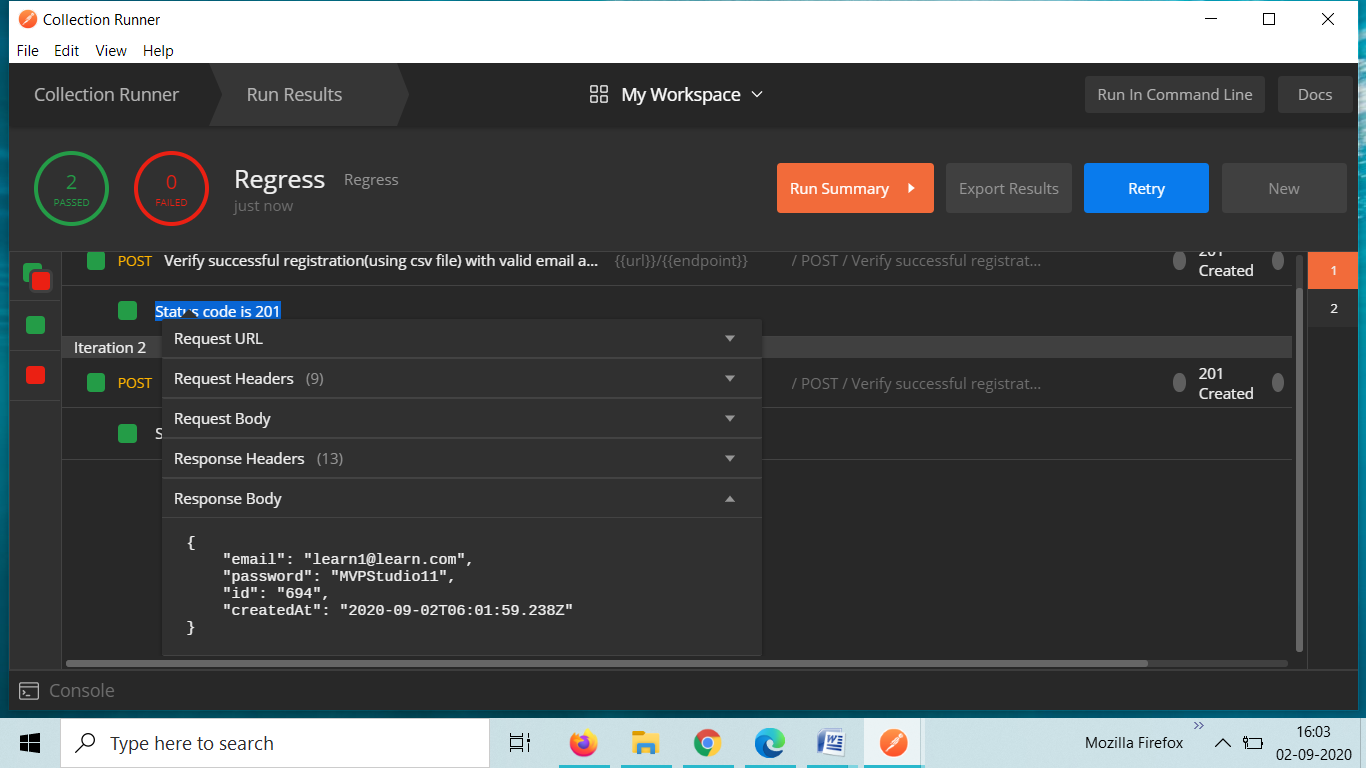 Collection Runner
File Edit View Help
Collection Runner Run Results My Workspace Run In Command Line Docs
2 PASSED
0 FAILED
Regress Regress
just now
Run Summary Export Results Retry New
POST Verify successful registration(using csv file) with valid email a... {{url}}/{{endpoint}} / POST / Verify successful registrat... 201 Created
1
2
Status code is 201
Iteration 2
POST / POST / Verify successful registrat... 201 Created
S
Request URL
Request Headers (9)
Request Body
Response Headers (13)
Response Body
{
"email": "learn1@learn.com",
"password": "MVPStudio11",
"id": "694",
"createdAt": "2020-09-02T06:01:59.238Z"
}
Console
Type here to search
Mozilla Firefox
16:03
02-09-2020